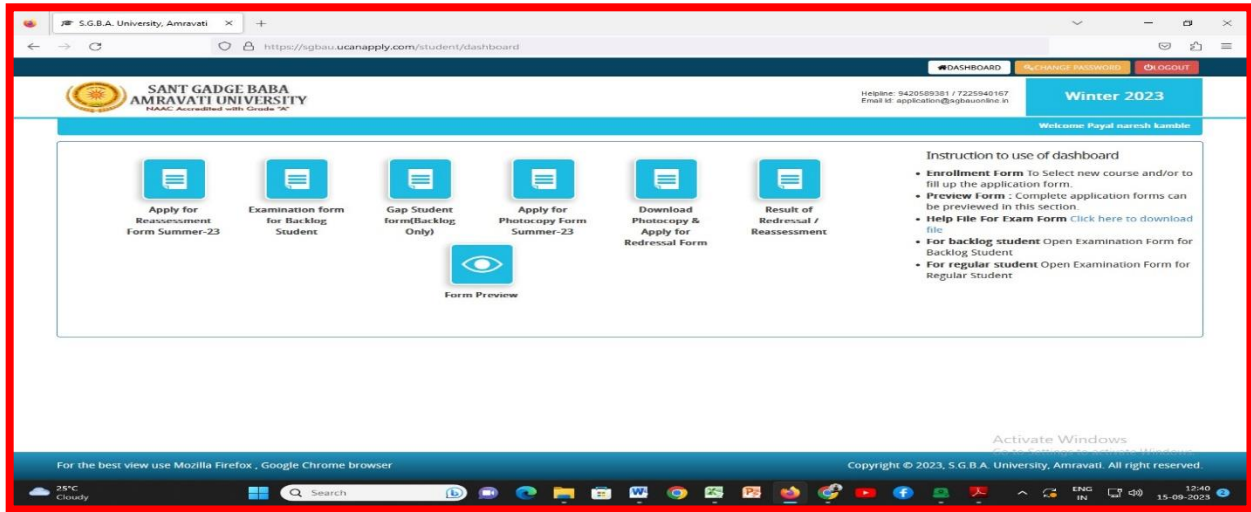 S.G.B.A. University, Amravati
https://sgbau.ucanapply.com/student/dashboard
DASHBOARD CHANGE PASSWORD LOGOUT
SANT GADGE BABA
AMRAVATI UNIVERSITY
NAAC Accredited with Grade "A"
Helpline: 9420589381 / 7225940167
Email Id: application@sgbauonline.in
Winter 2023
Welcome Payal naresh kamble
Apply for
Reassessment
Form Summer-23
Examination form
for Backlog
Student
Gap Student
form(Backlog
Only)
Apply for
Photocopy Form
Summer-23
Download
Photocopy &
Apply for
Redressal Form
Result of
Redressal /
Reassessment
Form Preview
Instruction to use of dashboard
Enrollment Form To Select new course and/or to
fill up the application form.
Preview Form : Complete application forms can
be previewed in this section.
Help File For Exam Form Click here to download
file
For backlog student Open Examination Form for
Backlog Student
For regular student Open Examination Form for
Regular Student
Activate Windows
For the best view use Mozilla Firefox , Google Chrome browser
Copyright © 2023, S.G.B.A. University, Amravati. All right reserved.
25°C
Cloudy
Search
ENG
IN
12:40
15-09-2023